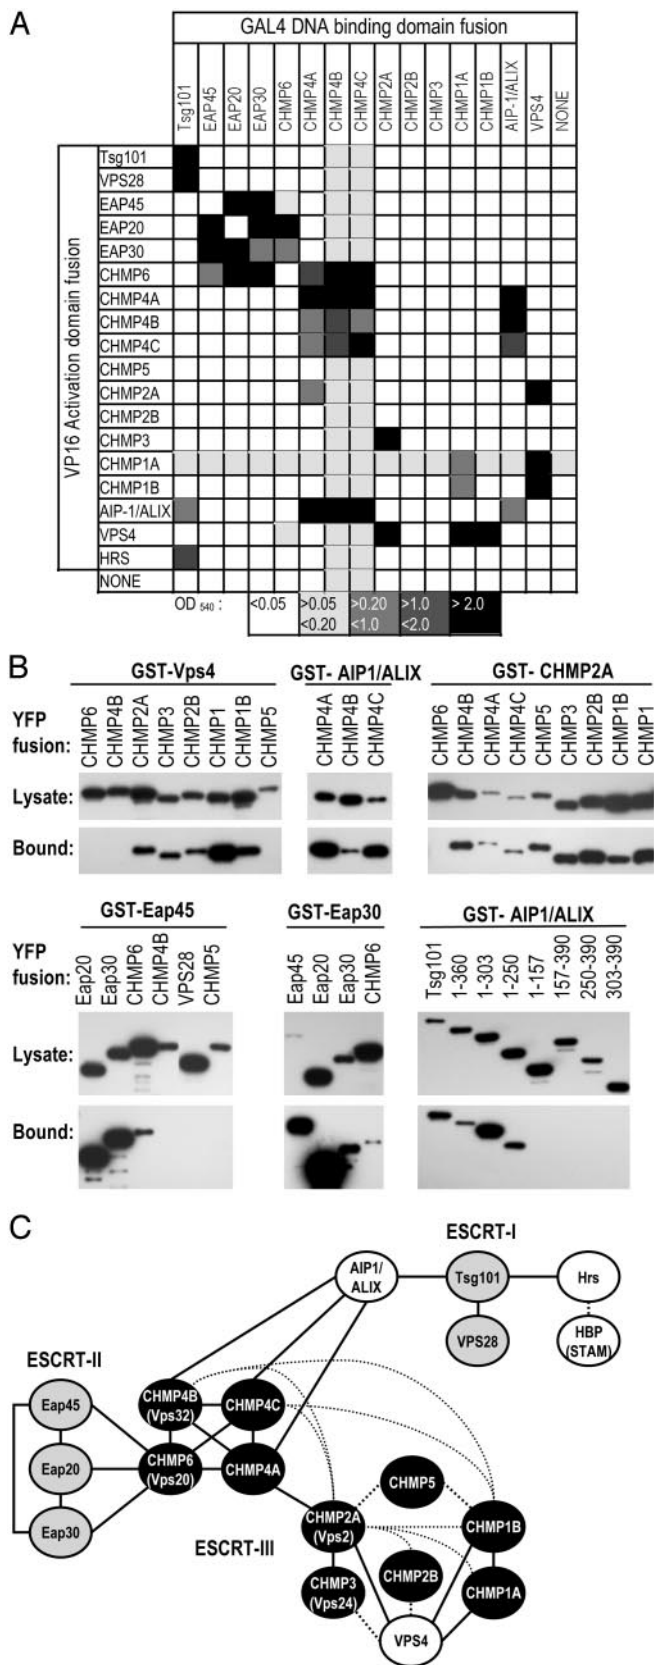 A
GAL4 DNA binding domain fusion
Tsg101 EAP45 EAP20 EAP30 CHMP6 CHMP4A CHMP4B CHMP4C CHMP2A CHMP2B CHMP3 CHMP1A CHMP1B AIP-1/ALIX VPS4 NONE
VP16 Activation domain fusion
Tsg101
VPS28
EAP45
EAP20
EAP30
CHMP6
CHMP4A
CHMP4B
CHMP4C
CHMP5
CHMP2A
CHMP2B
CHMP3
CHMP1A
CHMP1B
AIP-1/ALIX
VPS4
HRS
NONE
OD 540 : <0.05 >0.05 >0.20 >1.0 > 2.0
<0.20 <1.0 <2.0
B
GST-Vps4 GST- AIP1/ALIX GST- CHMP2A
YFP fusion:
CHMP6 CHMP4B CHMP2A CHMP3 CHMP2B CHMP1 CHMP1B CHMP5
CHMP4A CHMP4B CHMP4C
CHMP6 CHMP4B CHMP4A CHMP4C CHMP5 CHMP3 CHMP2B CHMP1B CHMP1
Lysate:
Bound:
GST-Eap45 GST-Eap30 GST- AIP1/ALIX
YFP fusion:
Eap20 Eap30 CHMP6 CHMP4B VPS28 CHMP5
Eap45 Eap20 Eap30 CHMP6
Tsg101 1-360 1-303 1-250 1-157 157-390 250-390 303-390
Lysate:
Bound:
C
ESCRT-I
AIP1/
ALIX
Tsg101
Hrs
VPS28
HBP
(STAM)
ESCRT-II
Eap45
CHMP4B
(Vps32)
CHMP4C
Eap20
CHMP6
(Vps20)
CHMP4A
Eap30
ESCRT-III
CHMP5
CHMP2A
(Vps2)
CHMP1B
CHMP3
(Vps24)
CHMP2B
CHMP1A
VPS4